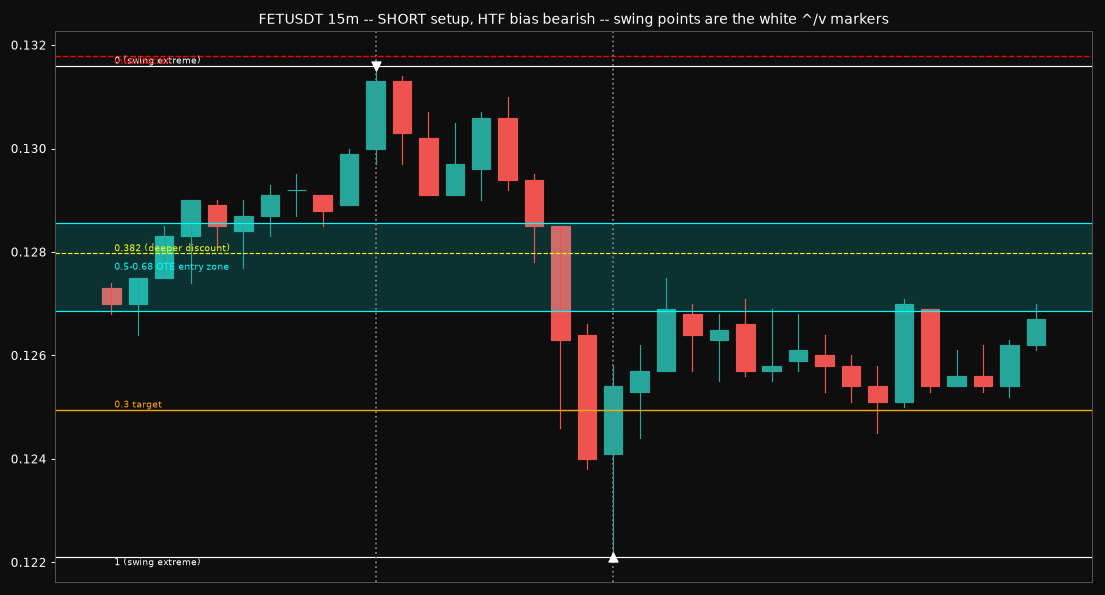 FETUSDT 15m -- SHORT setup, HTF bias bearish -- swing points are the white ^/v markers
0.132
0 (swing extreme)
0.130
0.128
0.382 (deeper discount)
0.5-0.68 OTE entry zone
0.126
0.3 target
0.124
0.122
1 (swing extreme)